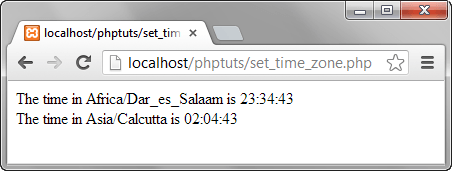 localhost/phptuts/set_tim
localhost/phptuts/set_time_zone.php
The time in Africa/Dar_es_Salaam is 23:34:43
The time in Asia/Calcutta is 02:04:43